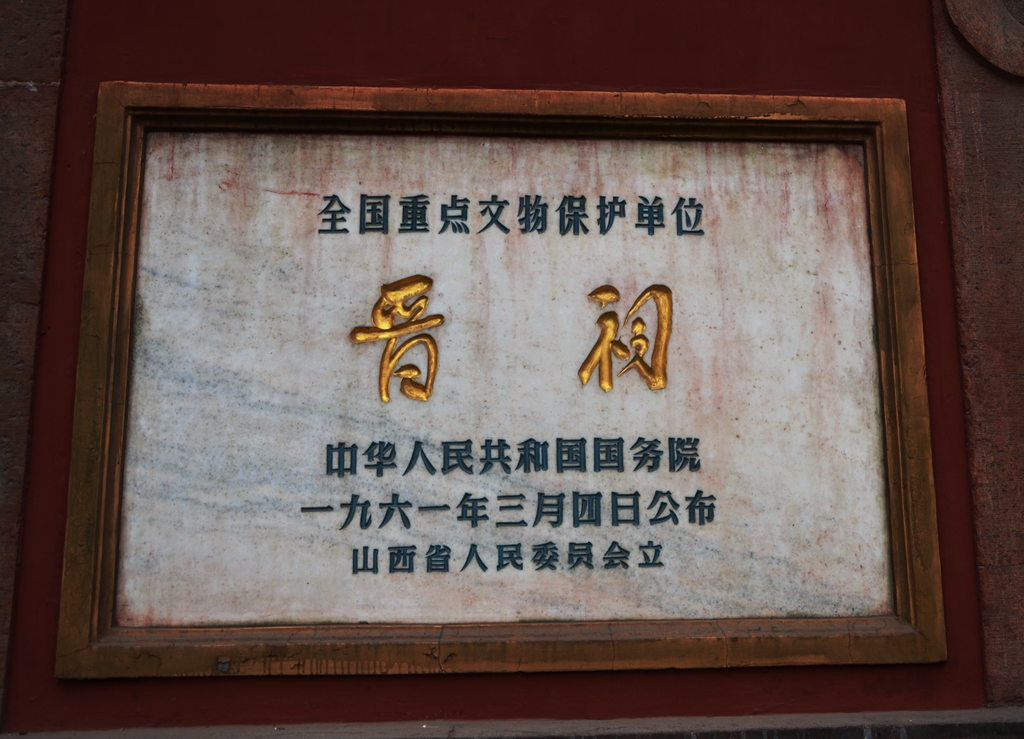 全国重点文物保护单位
晋祠
中华人民共和国国务院
一九六一年三月四日公布
山西省人民委员会立